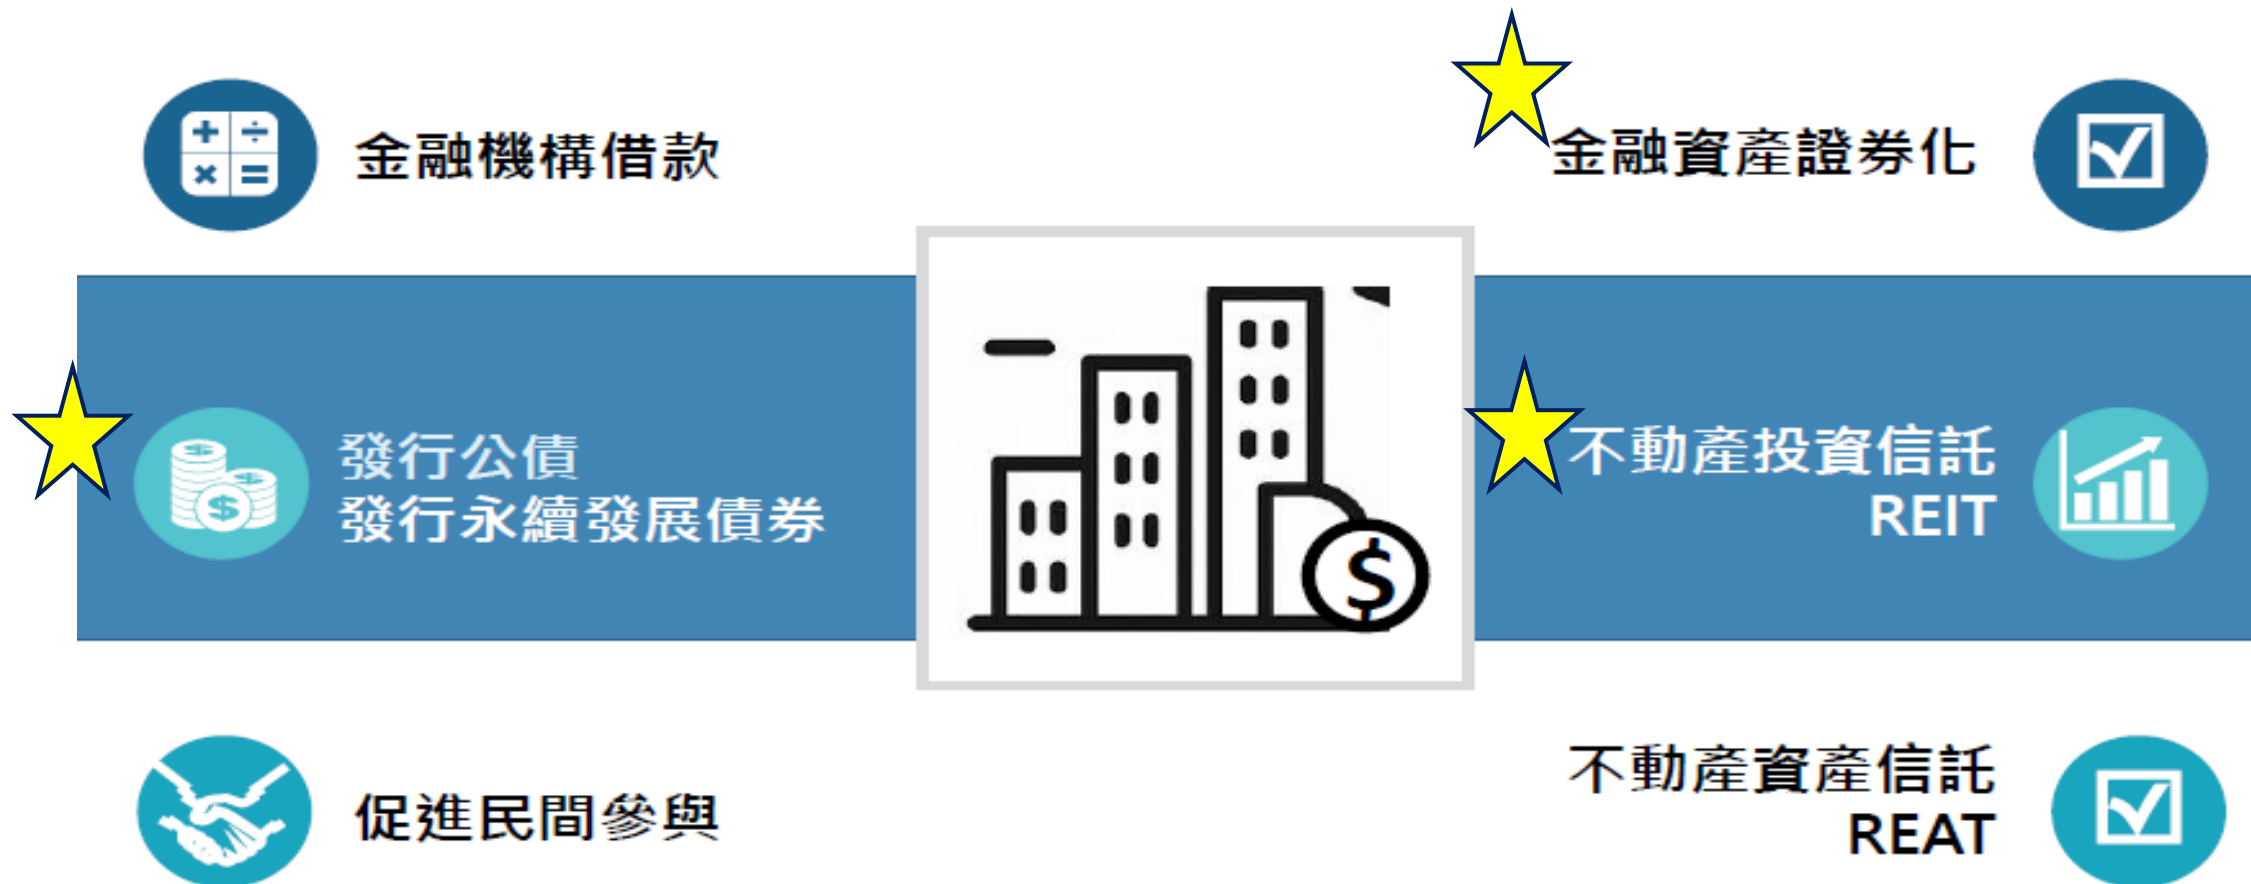 金融機構借款
金融資產證券化
發行公債
發行永續發展債券
不動產投資信託
REIT
促進民間參與
不動產資產信託
REAT